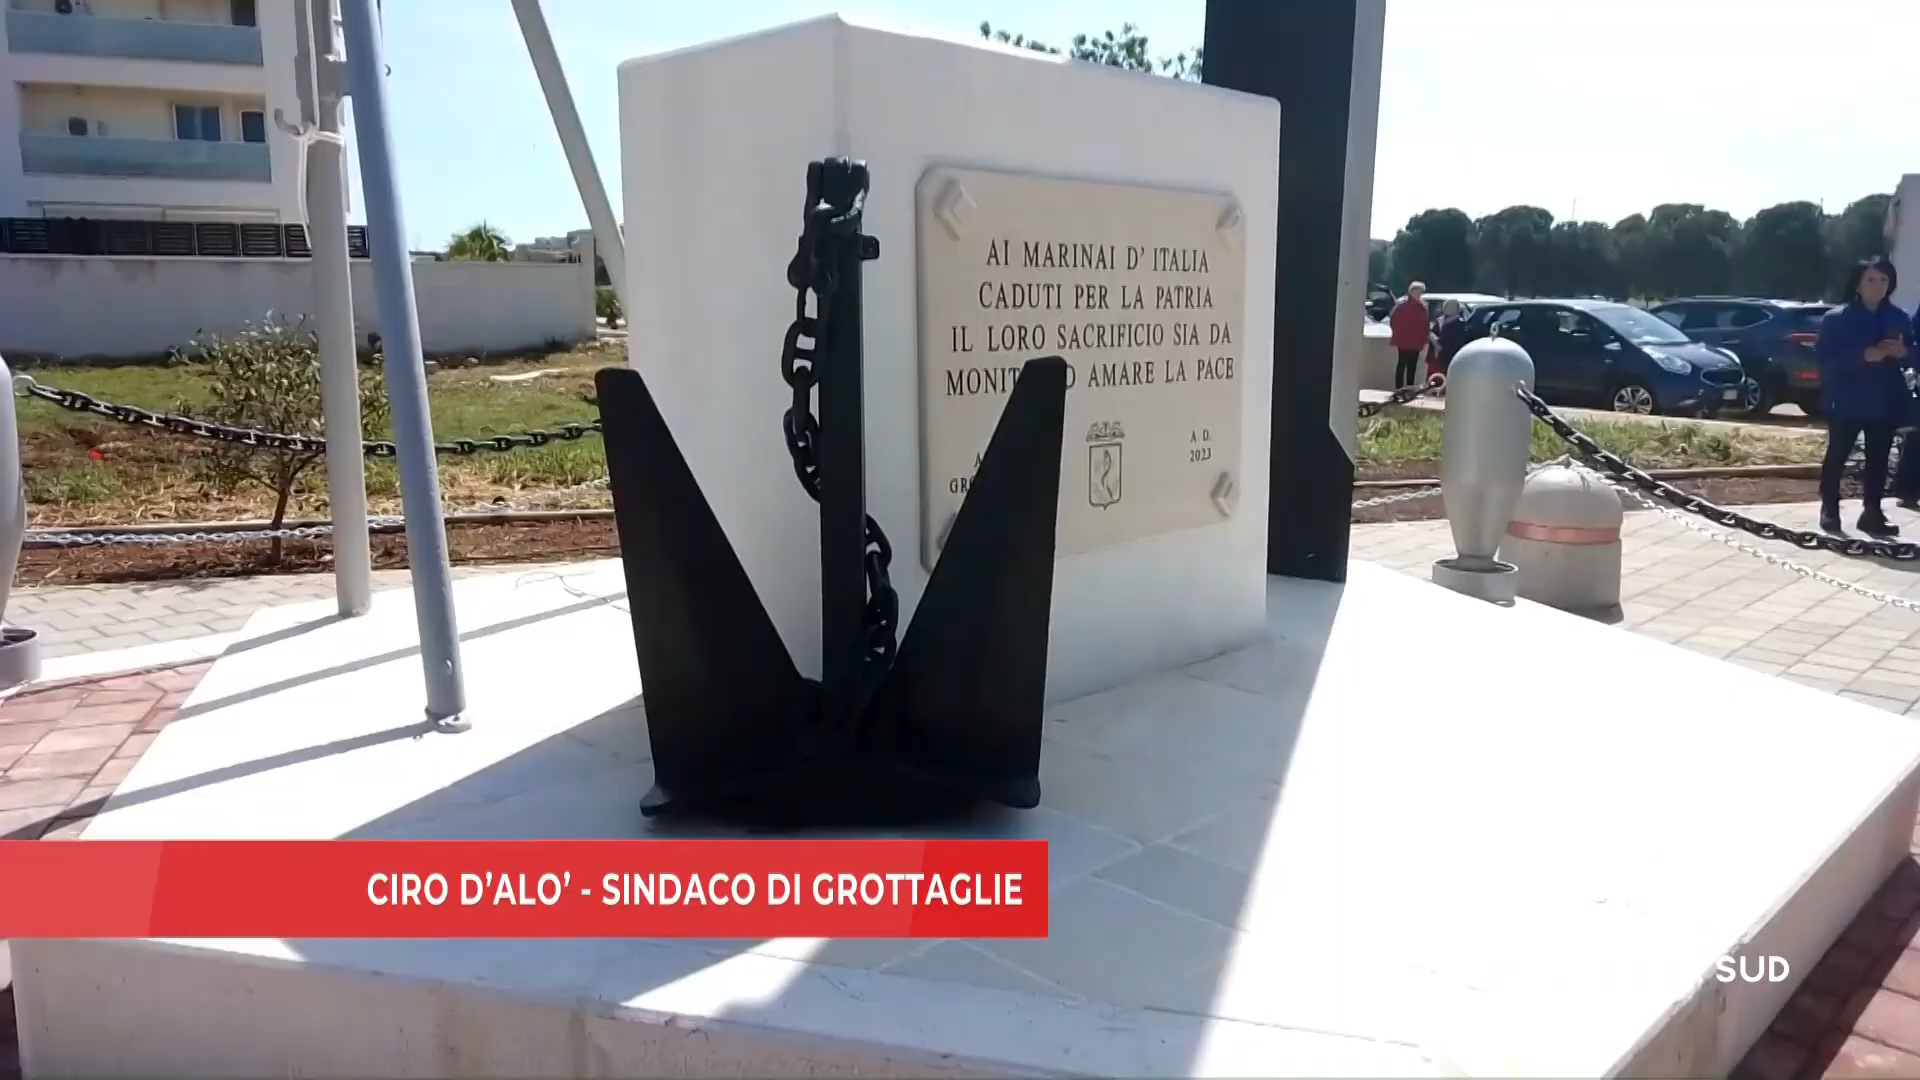 AI MARINAI D' ITALIA
CADUTI PER LA PATRIA
IL LORO SACRIFICIO SIA DA
AMARE LA PACE
A. D.
2023
CIRO D'ALO' - SINDACO DI GROTTAGLIE
SUD